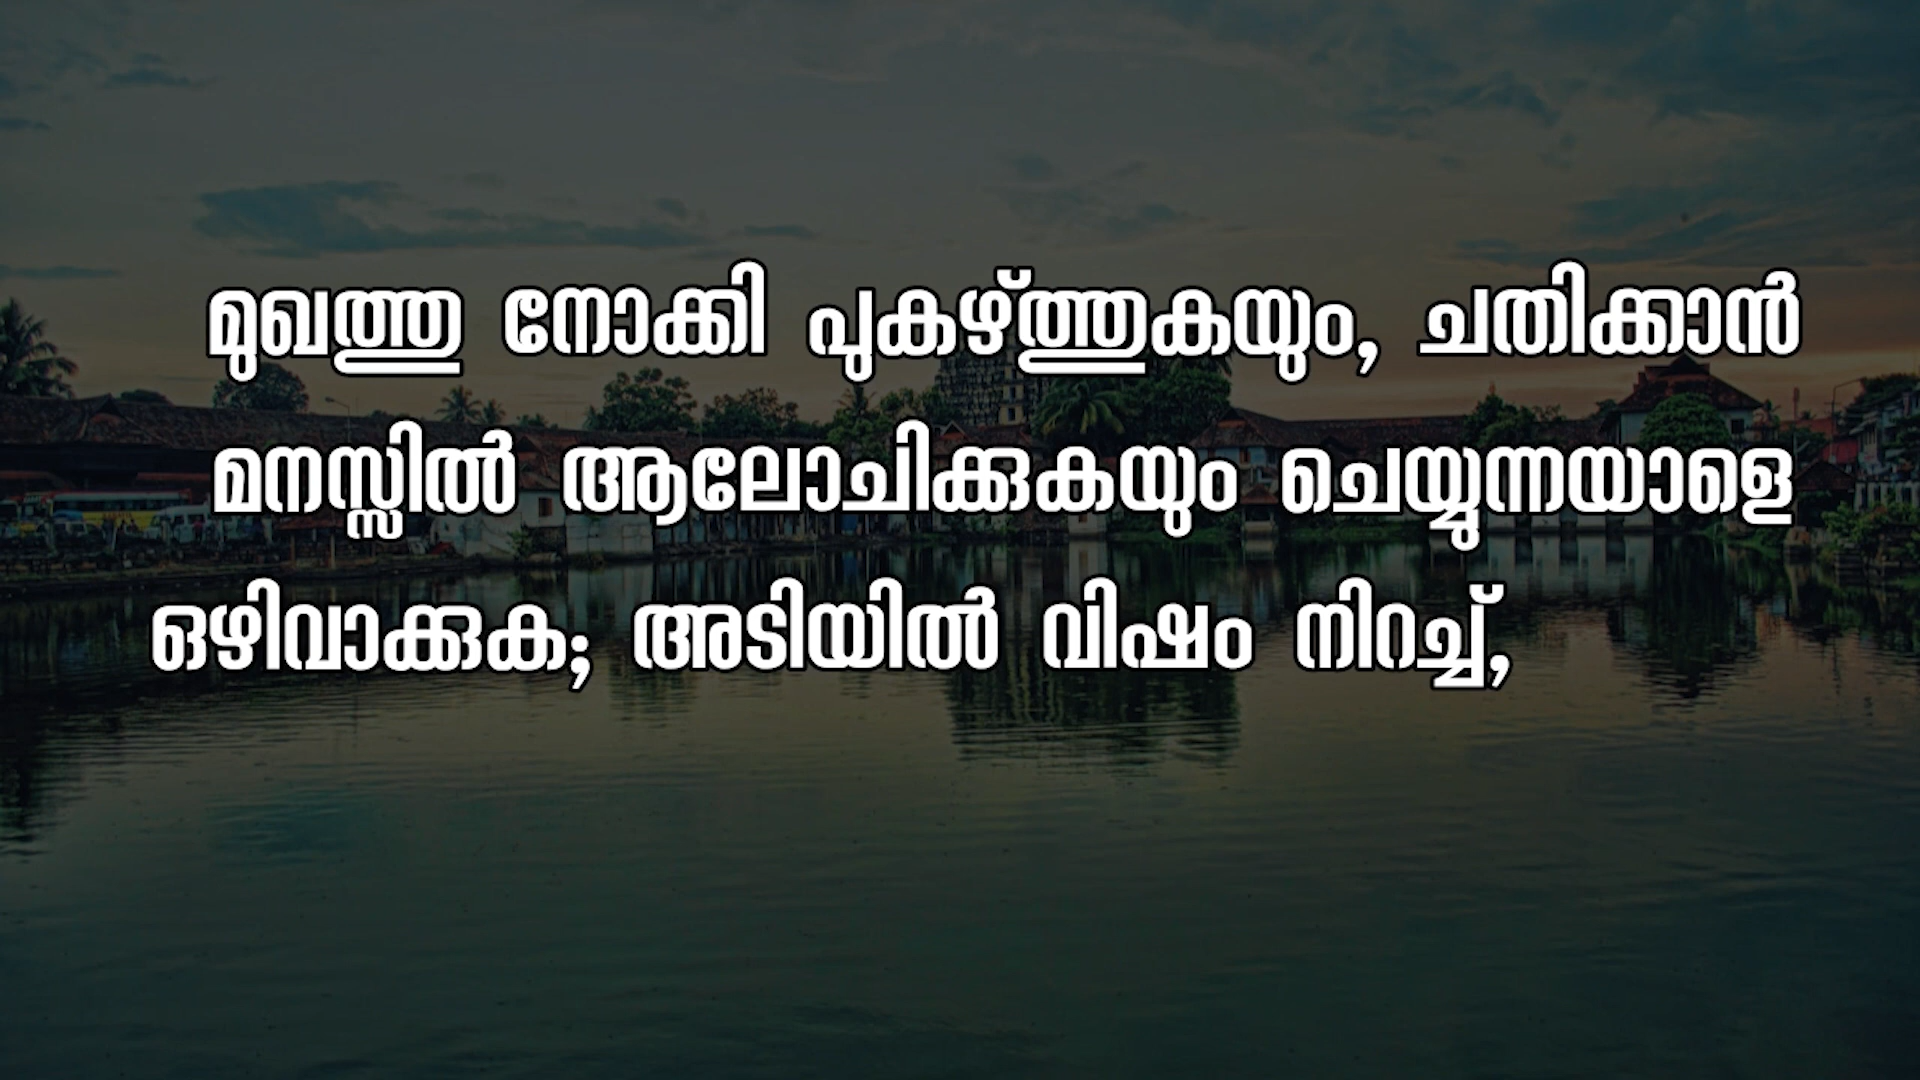 മുഖത്തു നോക്കി പുകഴ്ത്തുകയും, ചതിക്കാൻ
മനസ്സിൽ ആലോചിക്കുകയും ചെയ്യുന്നയാളെ
ഒഴിവാക്കുക; അടിയിൽ വിഷം നിറച്ച്,